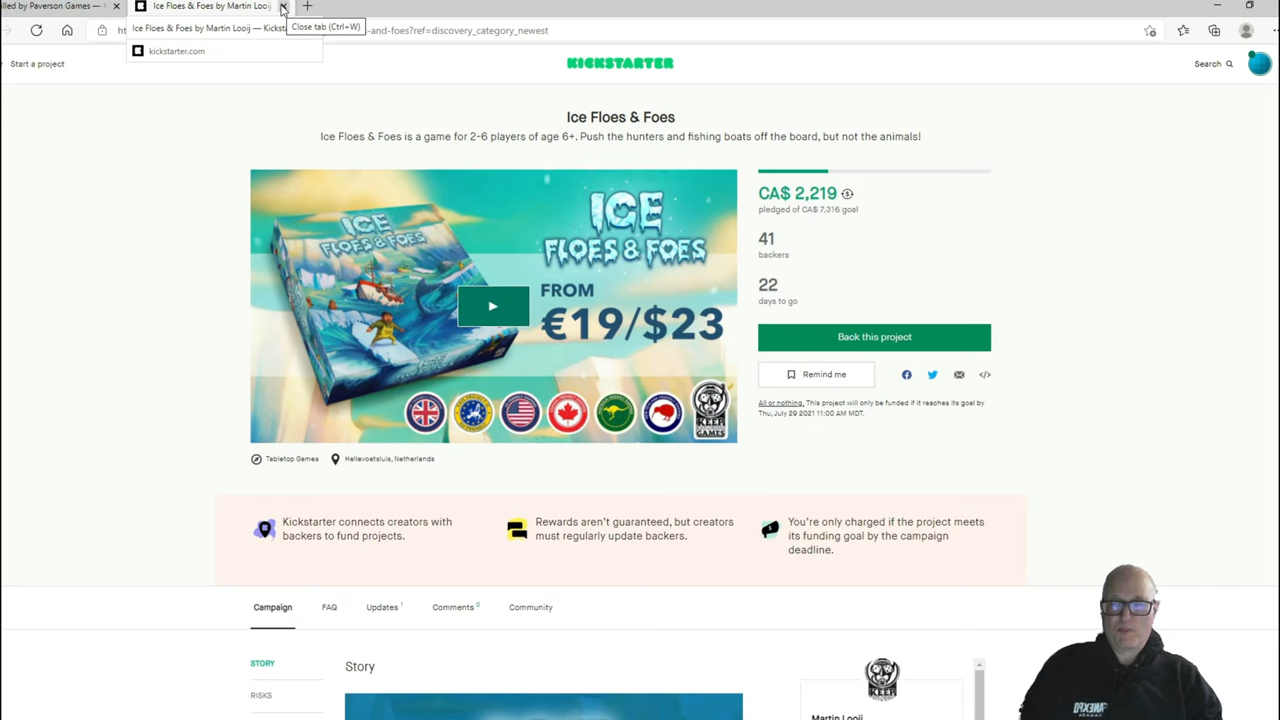 lled by Paverson Games —
Ice Floes & Foes by Martin Looij
Ice Floes & Foes by Martin Looij — Kicksta
Close tab (Ctrl+W)
-and-foes?ref=discovery_category_newest
kickstarter.com
Start a project
KICKSTARTER
Search
Ice Floes & Foes
Ice Floes & Foes is a game for 2-6 players of age 6+. Push the hunters and fishing boats off the board, but not the animals!
ICE
FLOES & FOES
FROM
€19/$23
ICE
FLOES & FOES
KEEP
GAMES
CA$ 2,219
pledged of CA$ 7,316 goal
41
backers
22
days to go
Back this project
Remind me
All or nothing. This project will only be funded if it reaches its goal by
Thu, July 29 2021 11:00 AM MDT.
Tabletop Games
Hellevoetsluis, Netherlands
Kickstarter connects creators with
backers to fund projects.
Rewards aren't guaranteed, but creators
must regularly update backers.
You're only charged if the project meets
its funding goal by the campaign
deadline.
Campaign
FAQ
Updates 1
Comments 0
Community
STORY
RISKS
Story
KEEP
Martin Looij